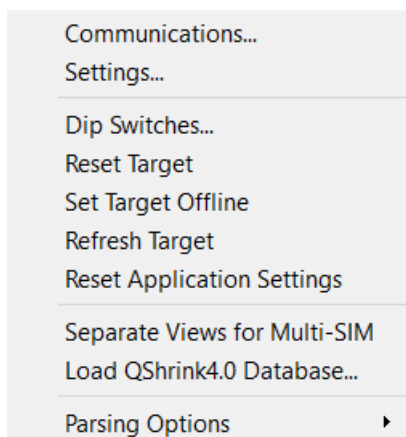 Communications...
Settings...
Dip Switches...
Reset Target
Set Target Offline
Refresh Target
Reset Application Settings
Separate Views for Multi-SIM
Load QShrink4.0 Database...
Parsing Options